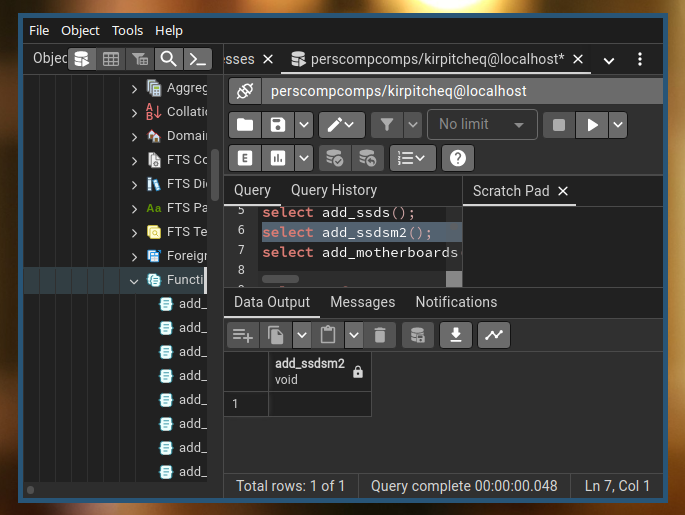 File Object Tools Help
Objec
esses
perscompcomps/kirpitcheq@localhost*
perscompcomps/kirpitcheq@localhost
No limit
E
Query Query History
Scratch Pad
5 select add_ssds();
6 select add_ssdsm2();
7 select add_motherboards
8
Data Output Messages Notifications
add_ssdsm2
void
1
Total rows: 1 of 1 Query complete 00:00:00.048 Ln 7, Col 1
Aggreg
Collatio
Domai
FTS Co
FTS Di
Aa FTS Pa
FTS Te
Foreig
Functi
add_
add_
add_
add_
add_
add_
add_
add_